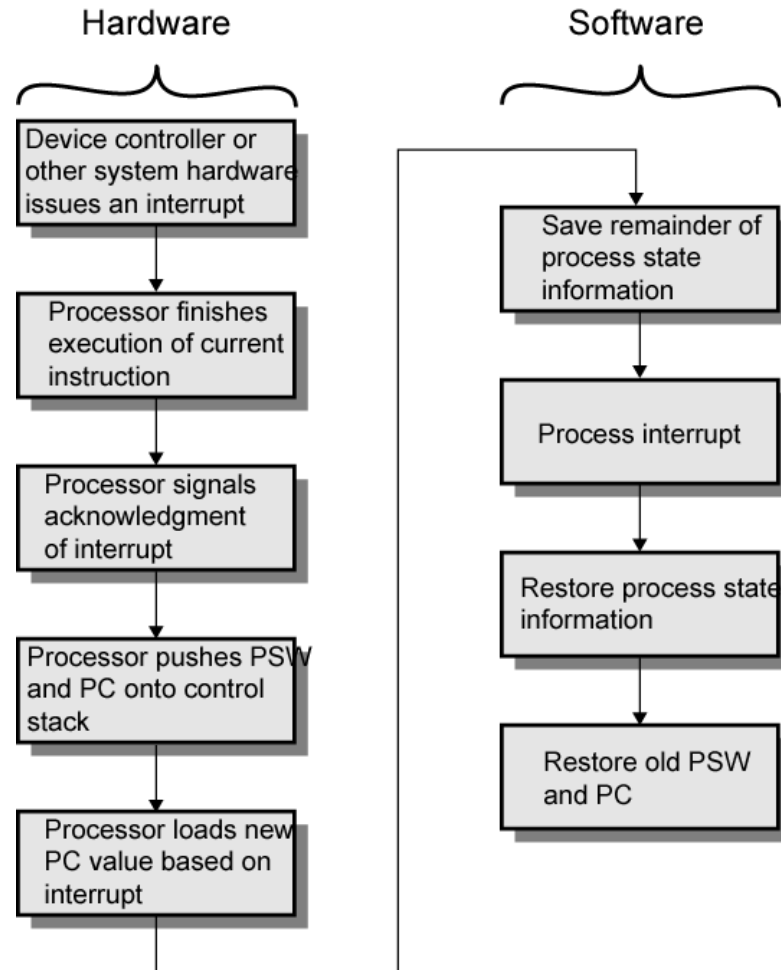 Hardware
Device controller or
other system hardware
issues an interrupt
Processor finishes
execution of current
instruction
Processor signals
acknowledgment
of interrupt
Processor pushes PSW
and PC onto control
stack
Processor loads new
PC value based on
interrupt
Software
Save remainder of
process state
information
Process interrupt
Restore process state
information
Restore old PSW
and PC